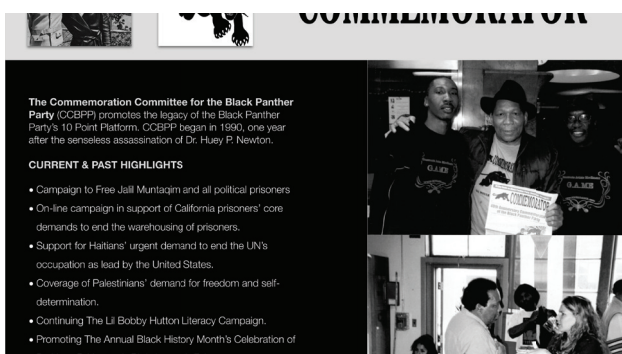 COMMEMORATOR
The Commemoration Committee for the Black Panther
Party (CCBPP) promotes the legacy of the Black Panther
Party's 10 Point Platform. CCBPP began in 1990, one year
after the senseless assassination of Dr. Huey P. Newton.
CURRENT & PAST HIGHLIGHTS
• Campaign to Free Jalil Muntaqim and all political prisoners
• On-line campaign in support of California prisoners' core
demands to end the warehousing of prisoners.
• Support for Haitians' urgent demand to end the UN's
occupation as lead by the United States.
• Coverage of Palestinians' demand for freedom and self-
determination.
• Continuing The Lil Bobby Hutton Literacy Campaign.
• Promoting The Annual Black History Month's Celebration of
G.A.M.E
G.A.M.E
COMMEMORATOR